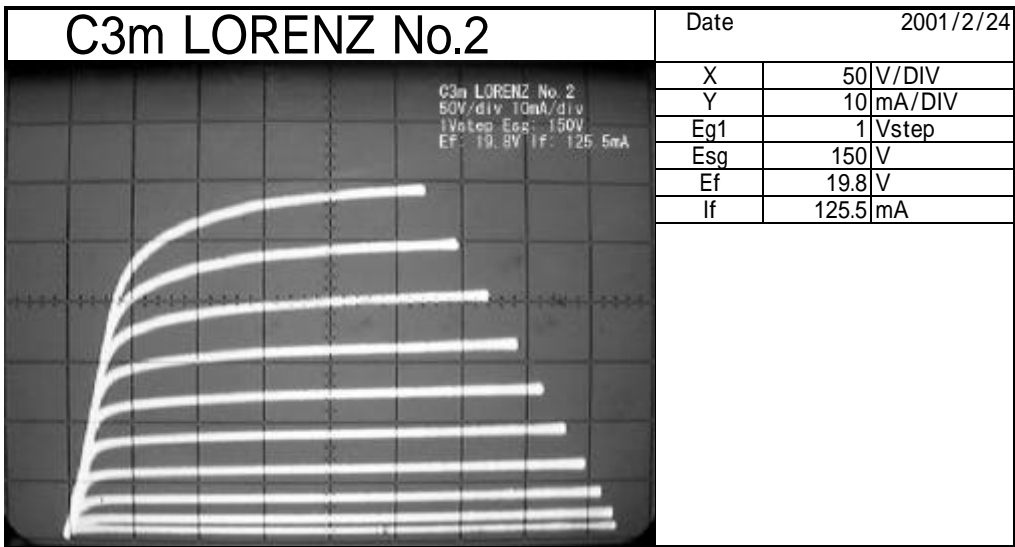 C3m LORENZ No.2
Date 2001/2/24
X 50 V/DIV
Y 10 mA/DIV
Eg1 1 Vstep
Esg 150 V
Ef 19.8 V
If 125.5 mA
C3m LORENZ No.2
50V/div 10mA/div
1Vstep Esg: 150V
Ef: 19.8V If: 125.5mA